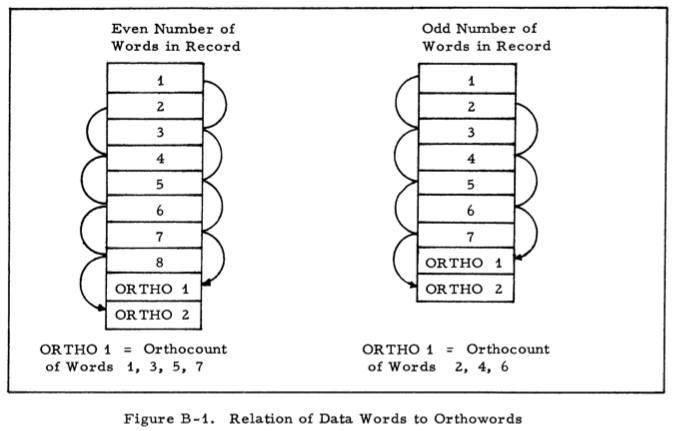 Even Number of
Words in Record
1
2
3
4
5
6
7
8
ORTHO 1
ORTHO 2
ORTHO 1 = Orthocount
of Words 1, 3, 5, 7
Odd Number of
Words in Record
1
2
3
4
5
6
7
ORTHO 1
ORTHO 2
ORTHO 1 = Orthocount
of Words 2, 4, 6
Figure B-1. Relation of Data Words to Orthowords